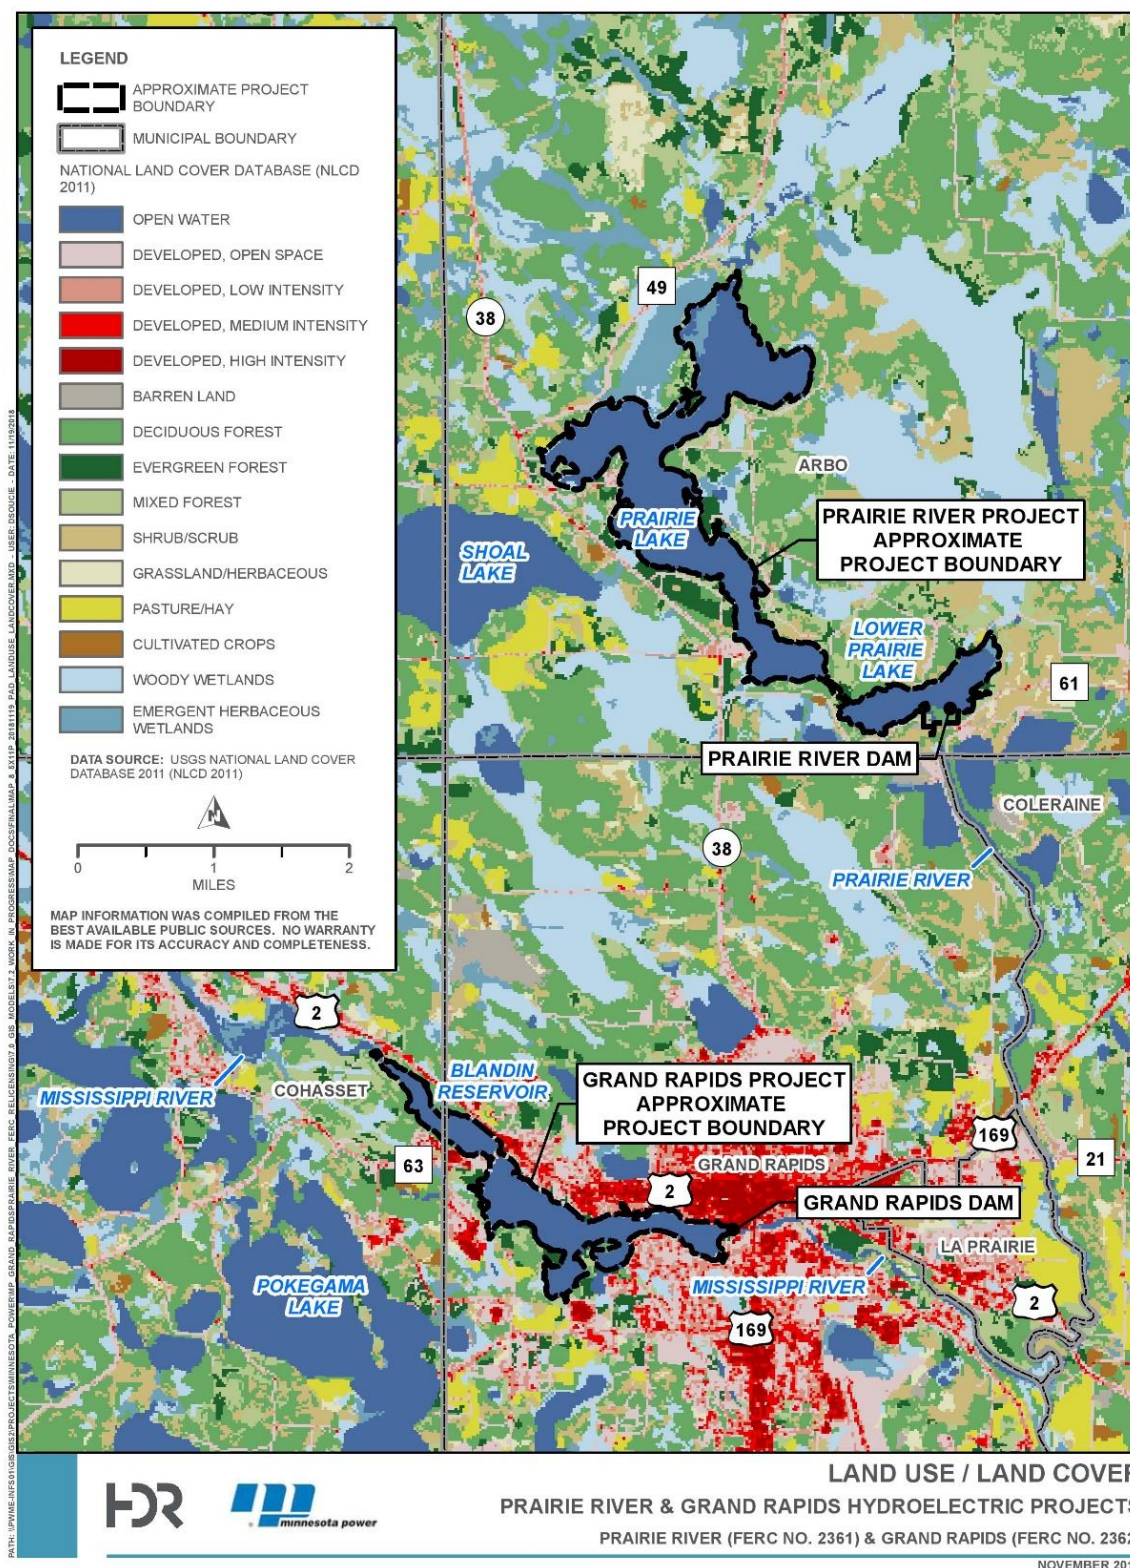 LEGEND
APPROXIMATE PROJECT
BOUNDARY
MUNICIPAL BOUNDARY
NATIONAL LAND COVER DATABASE (NLCD
2011)
OPEN WATER
DEVELOPED, OPEN SPACE
DEVELOPED, LOW INTENSITY
DEVELOPED, MEDIUM INTENSITY
DEVELOPED, HIGH INTENSITY
BARREN LAND
DECIDUOUS FOREST
EVERGREEN FOREST
MIXED FOREST
SHRUB/SCRUB
GRASSLAND/HERBACEOUS
PASTURE/HAY
CULTIVATED CROPS
WOODY WETLANDS
EMERGENT HERBACEOUS
WETLANDS
DATA SOURCE: USGS NATIONAL LAND COVER
DATABASE 2011 (NLCD 2011)
N
0 1 2
MILES
MAP INFORMATION WAS COMPILED FROM THE
BEST AVAILABLE PUBLIC SOURCES. NO WARRANTY
IS MADE FOR ITS ACCURACY AND COMPLETENESS.
49
38
ARBO
PRAIRIE
LAKE
SHOAL
LAKE
PRAIRIE RIVER PROJECT
APPROXIMATE
PROJECT BOUNDARY
LOWER
PRAIRIE
LAKE
61
PRAIRIE RIVER DAM
COLERAINE
38
PRAIRIE RIVER
2
MISSISSIPPI RIVER
COHASSET
BLANDIN
RESERVOIR
GRAND RAPIDS PROJECT
APPROXIMATE
PROJECT BOUNDARY
169
63
GRAND RAPIDS
21
2
GRAND RAPIDS DAM
LA PRAIRIE
POKEGAMA
LAKE
MISSISSIPPI RIVER
2
169
HDR
minnesota power
LAND USE / LAND COVER
PRAIRIE RIVER & GRAND RAPIDS HYDROELECTRIC PROJECTS
PRAIRIE RIVER (FERC NO. 2361) & GRAND RAPIDS (FERC NO. 2362
NOVEMBER 20